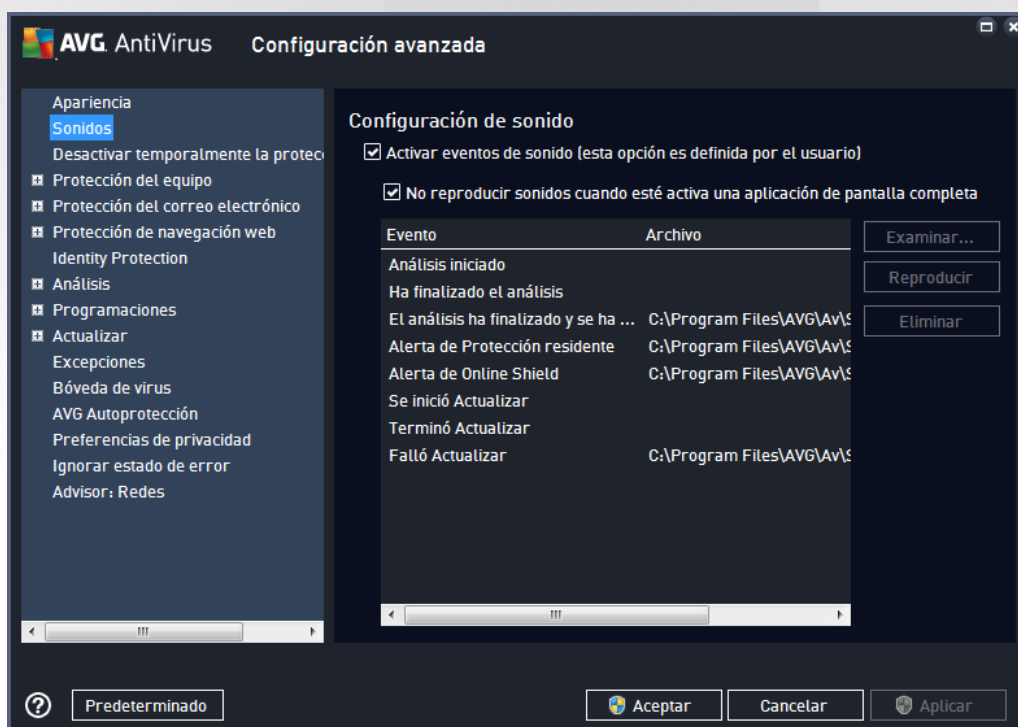 AVG AntiVirus Configuración avanzada
Apariencia
Sonidos
Desactivar temporalmente la protec
Protección del equipo
Protección del correo electrónico
Protección de navegación web
Identity Protection
Análisis
Programaciones
Actualizar
Excepciones
Bóveda de virus
AVG Autoprotección
Preferencias de privacidad
Ignorar estado de error
Advisor: Redes
Configuración de sonido
Activar eventos de sonido (esta opción es definida por el usuario)
No reproducir sonidos cuando esté activa una aplicación de pantalla completa
Evento Archivo
Análisis iniciado
Ha finalizado el análisis
El análisis ha finalizado y se ha ... C:\Program Files\AVG\Av\S
Alerta de Protección residente C:\Program Files\AVG\Av\S
Alerta de Online Shield C:\Program Files\AVG\Av\S
Se inició Actualizar
Terminó Actualizar
Falló Actualizar C:\Program Files\AVG\Av\S
Examinar...
Reproducir
Eliminar
Predeterminado Aceptar Cancelar Aplicar